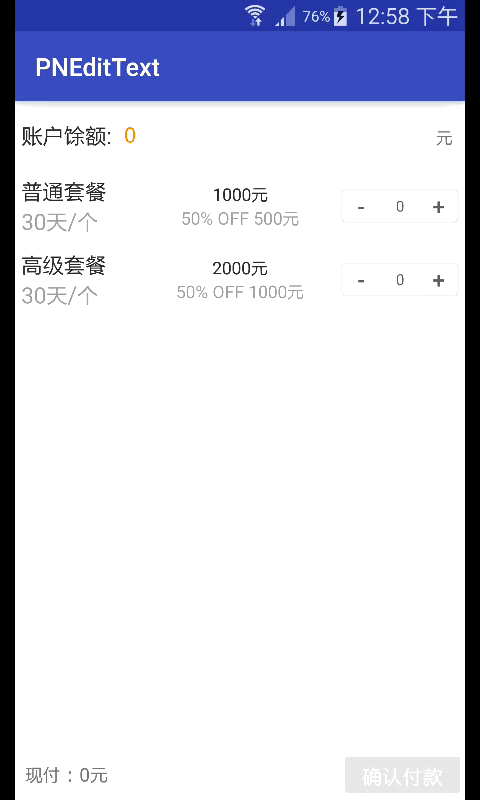 76% 12:58 下午
PNEditText
账户馀额: 0 元
普通套餐
30天/个
1000元
50% OFF 500元
- 0 +
高级套餐
30天/个
2000元
50% OFF 1000元
- 0 +
现付：0元
确认付款